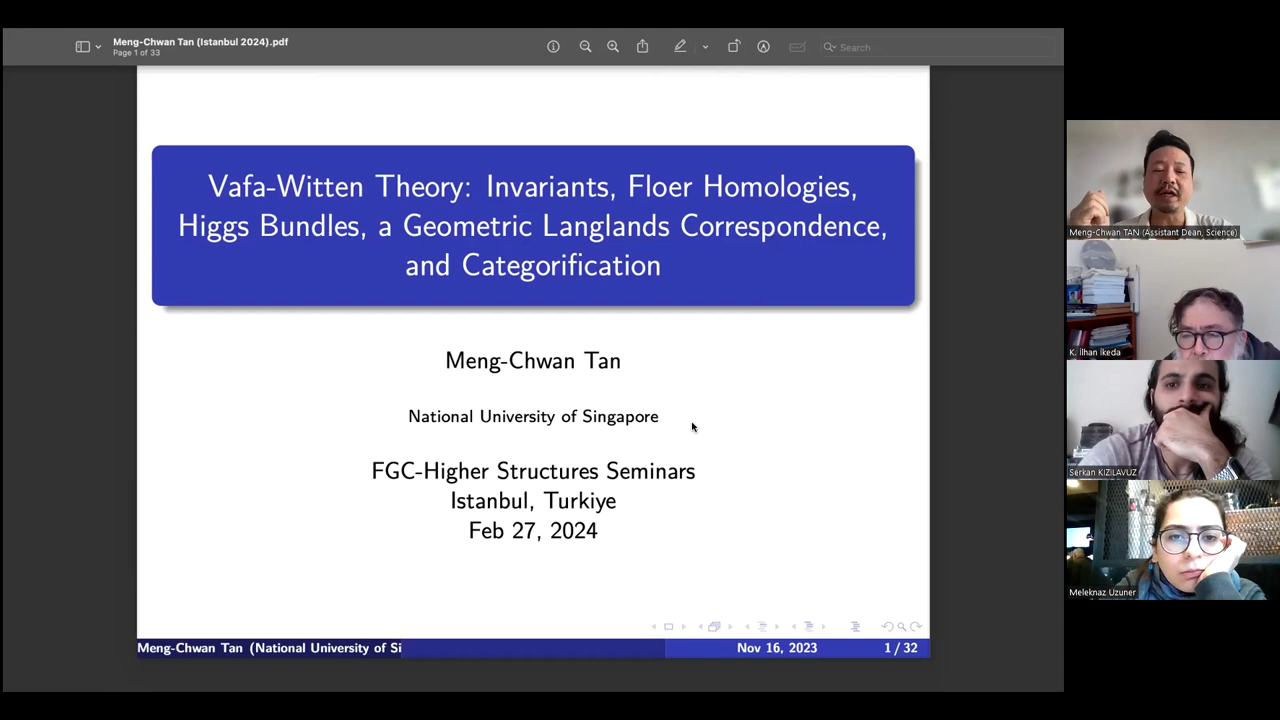 Meng-Chwan Tan (Istanbul 2024).pdf
Page 1 of 33
Search
Vafa-Witten Theory: Invariants, Floer Homologies,
Higgs Bundles, a Geometric Langlands Correspondence,
and Categorification
Meng-Chwan Tan
National University of Singapore
FGC-Higher Structures Seminars
Istanbul, Turkiye
Feb 27, 2024
Meng-Chwan Tan (National University of Si
Nov 16, 2023
1 / 32
Meng-Chwan TAN (Assistant Dean, Science)
K. ilhan ikeda
Serkan KIZILAVUZ
Meleknaz Uzuner